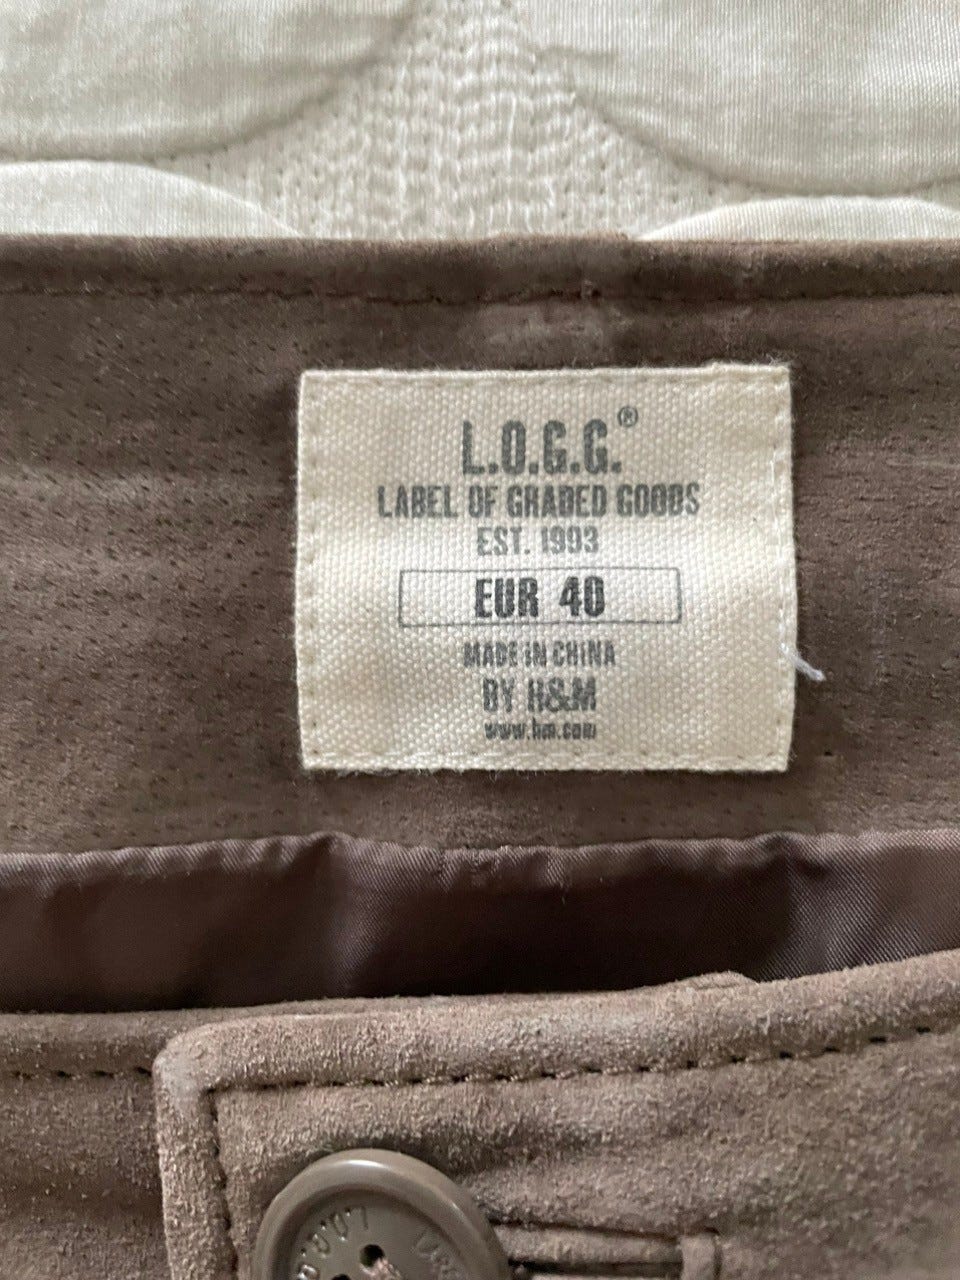 L.O.G.G.®
LABEL OF GRADED GOODS
EST. 1993
EUR 40
MADE IN CHINA
BY H&M
www.hm.com
L.O.G.G.